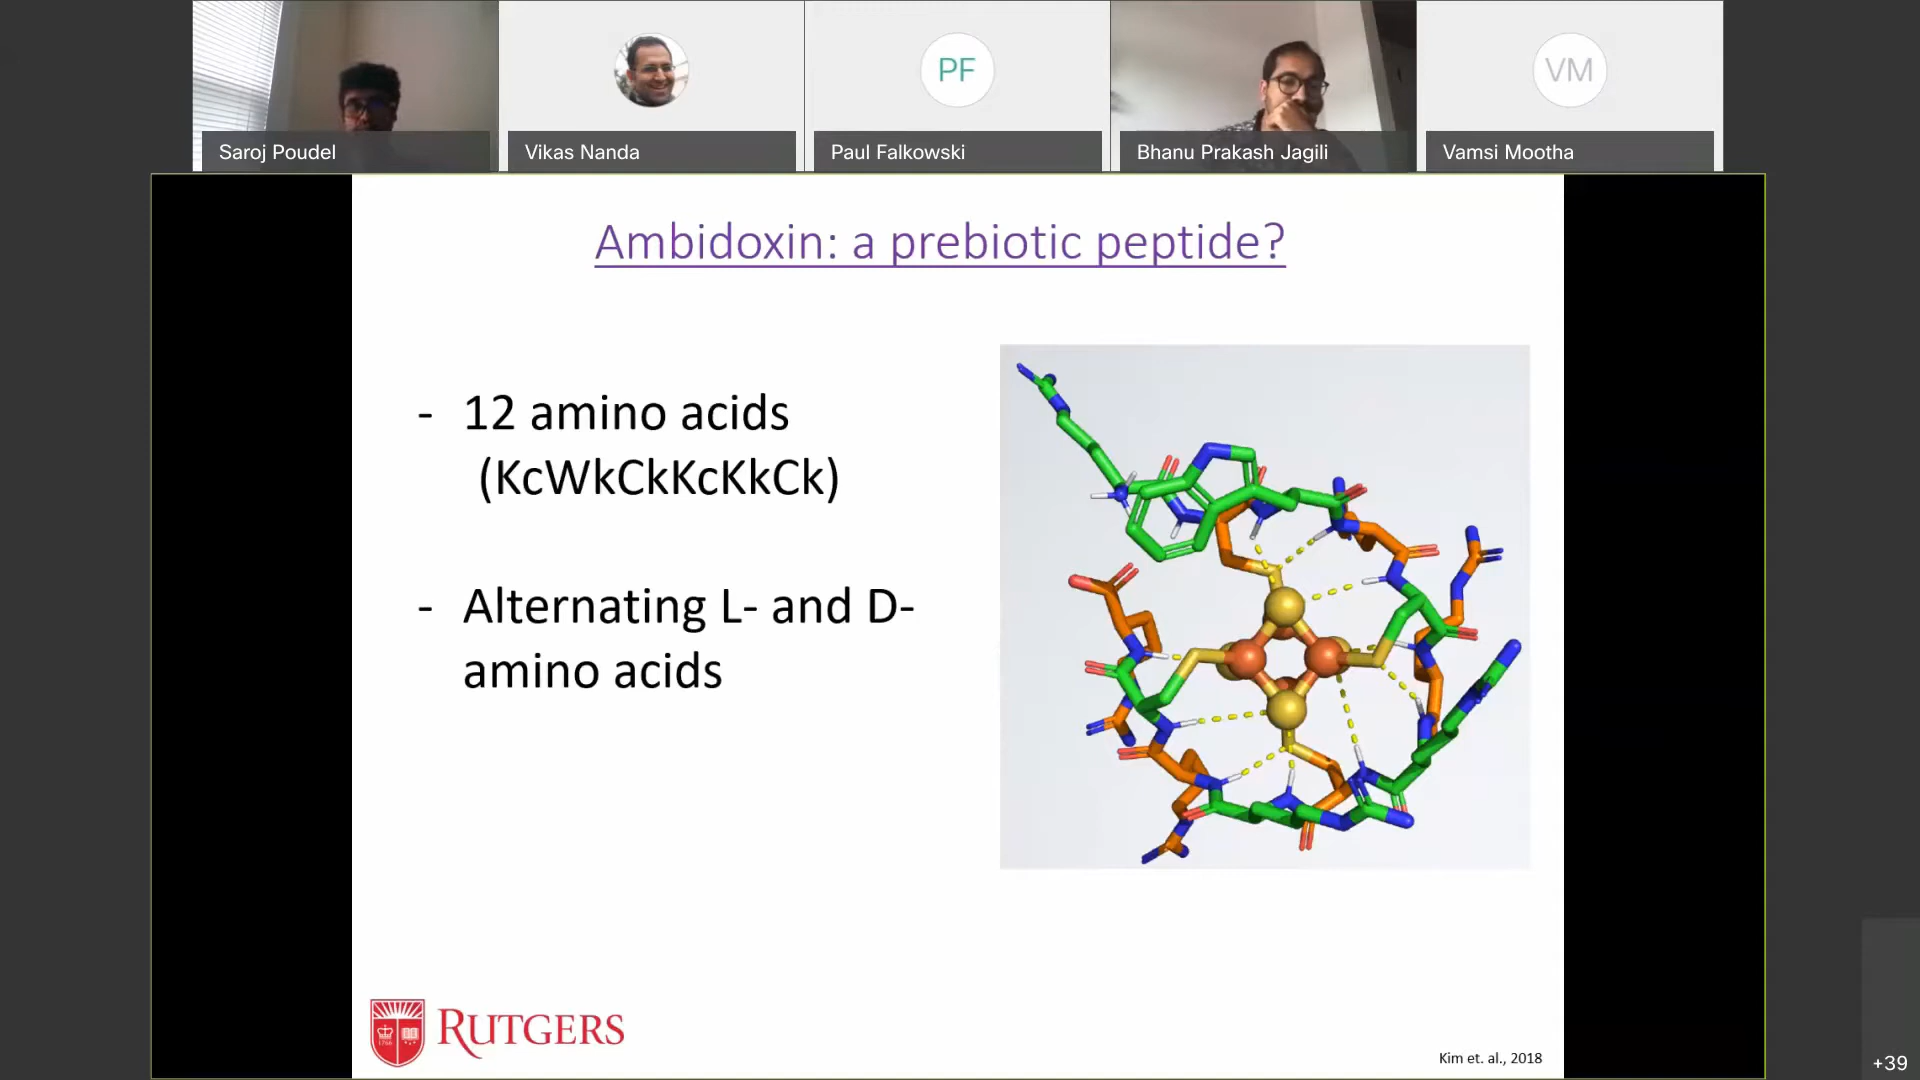 Saroj Poudel
Vikas Nanda
PF
Paul Falkowski
Bhanu Prakash Jagili
VM
Vamsi Mootha
Ambidoxin: a prebiotic peptide?
- 12 amino acids
(KcWkCkKcKkCk)
- Alternating L- and D-
amino acids
1766
RUTGERS
Kim et. al., 2018
+39